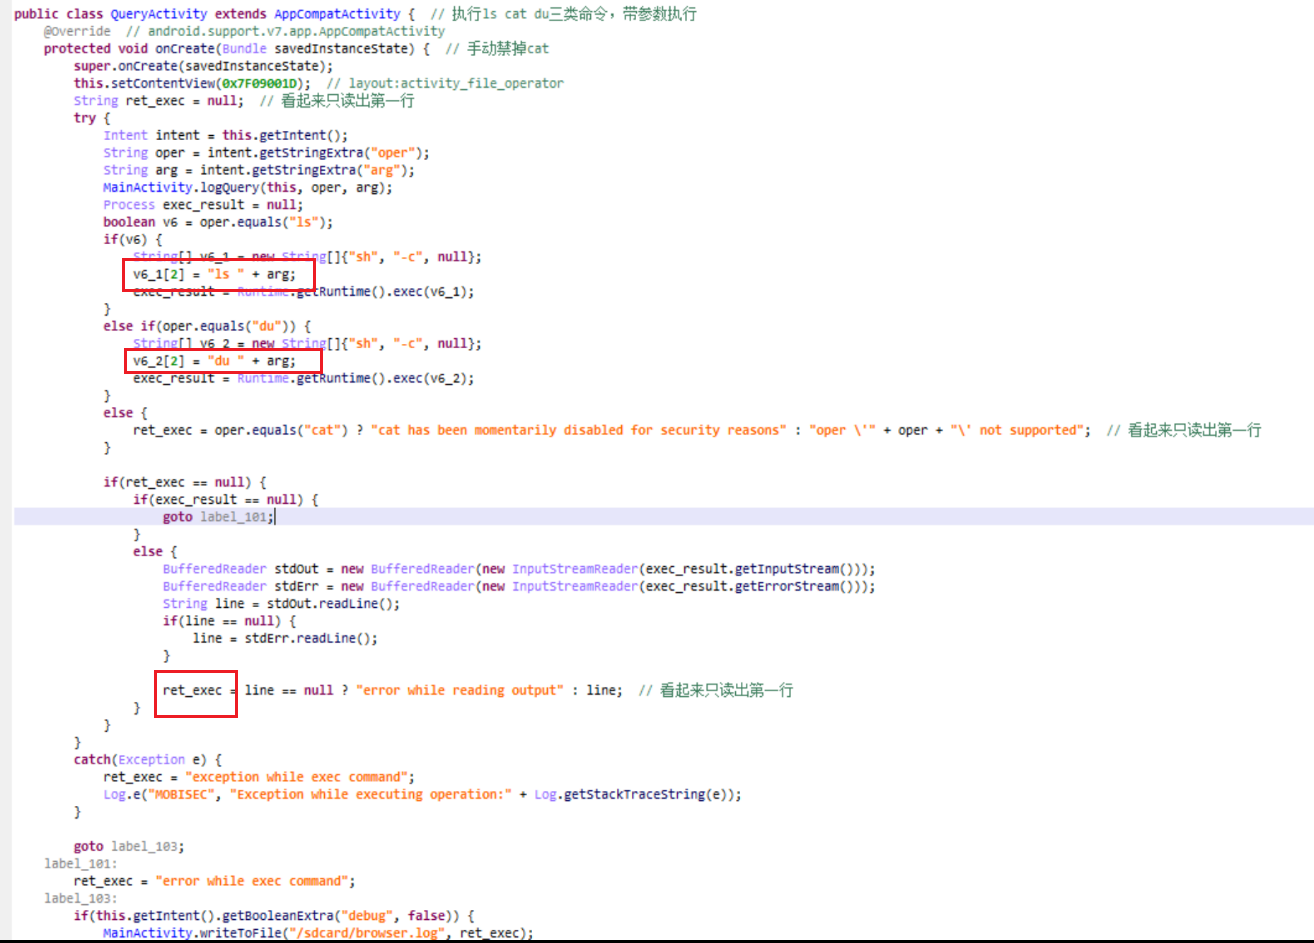 public class QueryActivity extends AppCompatActivity {  // 执行ls cat du三类命令，带参数执行
    @Override  // android.support.v7.app.AppCompatActivity
    protected void onCreate(Bundle savedInstanceState) {  // 手动禁掉cat
        super.onCreate(savedInstanceState);
        this.setContentView(0x7F09001D);  // layout:activity_file_operator
        String ret_exec = null;  // 看起来只读出第一行
        try {
            Intent intent = this.getIntent();
            String oper = intent.getStringExtra("oper");
            String arg = intent.getStringExtra("arg");
            MainActivity.logQuery(this, oper, arg);
            Process exec_result = null;
            boolean v6 = oper.equals("ls");
            if(v6) {
                String[] v6_1 = new String[]{"sh", "-c", null};
                v6_1[2] = "ls " + arg;
                exec_result = Runtime.getRuntime().exec(v6_1);
            }
            else if(oper.equals("du")) {
                String[] v6_2 = new String[]{"sh", "-c", null};
                v6_2[2] = "du " + arg;
                exec_result = Runtime.getRuntime().exec(v6_2);
            }
            else {
                ret_exec = oper.equals("cat") ? "cat has been momentarily disabled for security reasons" : "oper \'" + oper + "\' not supported";  // 看起来只读出第一行
            }
            if(ret_exec == null) {
                if(exec_result == null) {
                    goto label_101;
                }
                else {
                    BufferedReader stdOut = new BufferedReader(new InputStreamReader(exec_result.getInputStream()));
                    BufferedReader stdErr = new BufferedReader(new InputStreamReader(exec_result.getErrorStream()));
                    String line = stdOut.readLine();
                    if(line == null) {
                        line = stdErr.readLine();
                    }
                    ret_exec = line == null ? "error while reading output" : line;  // 看起来只读出第一行
                }
            }
        }
        catch(Exception e) {
            ret_exec = "exception while exec command";
            Log.e("MOBISEC", "Exception while executing operation:" + Log.getStackTraceString(e));
        }
        goto label_103;
    label_101:
        ret_exec = "error while exec command";
    label_103:
        if(this.getIntent().getBooleanExtra("debug", false)) {
            MainActivity.writeToFile("/sdcard/browser.log", ret_exec);